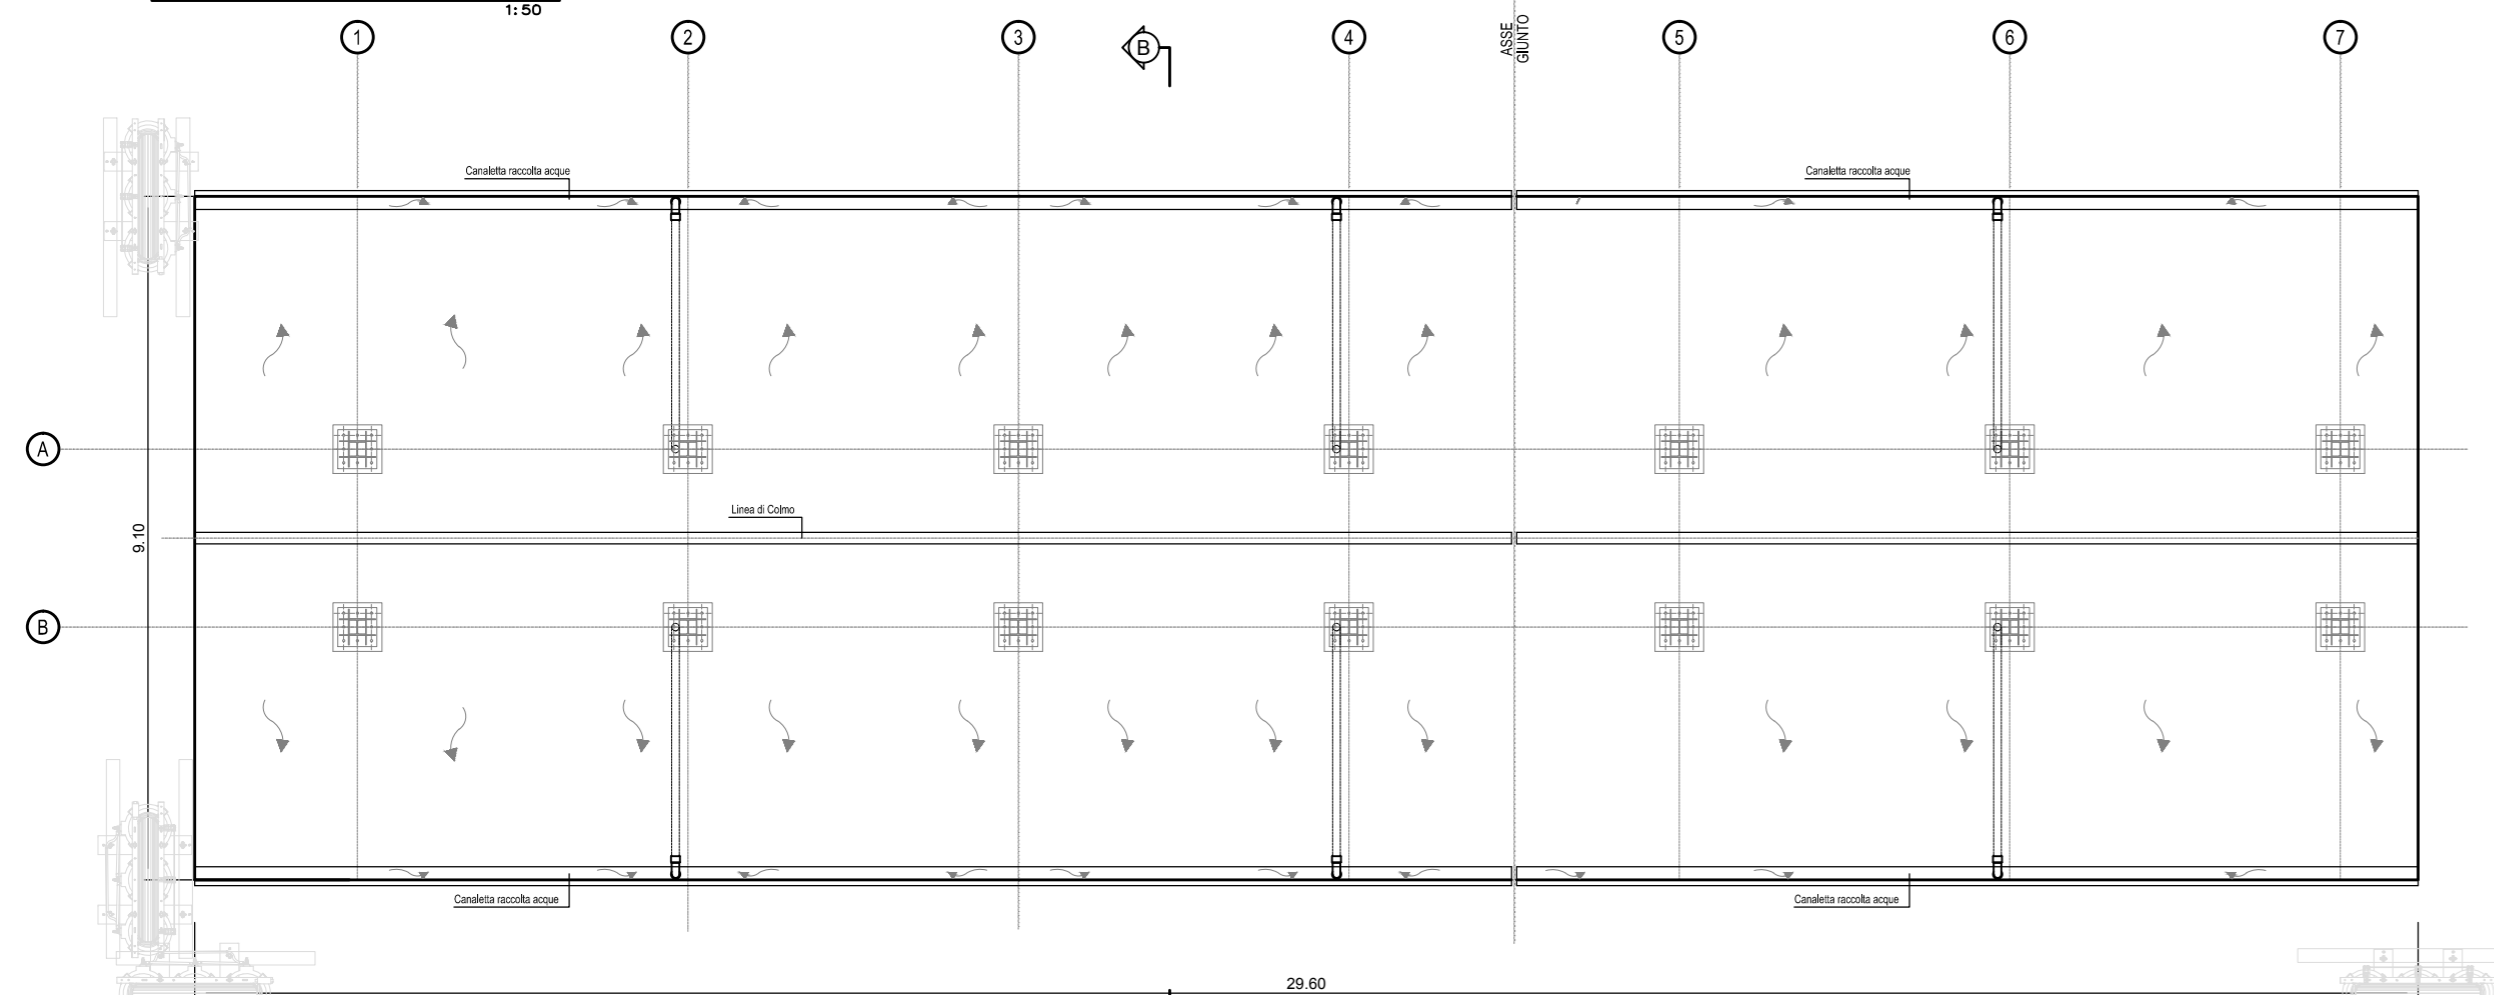 1:50
1
2
3
B
4
ASSE
GIUNTO
5
6
7
Canaletta raccolta acque
Canaletta raccolta acque
A
Linea di Colmo
9.10
B
Canaletta raccolta acque
Canaletta raccolta acque
29.60